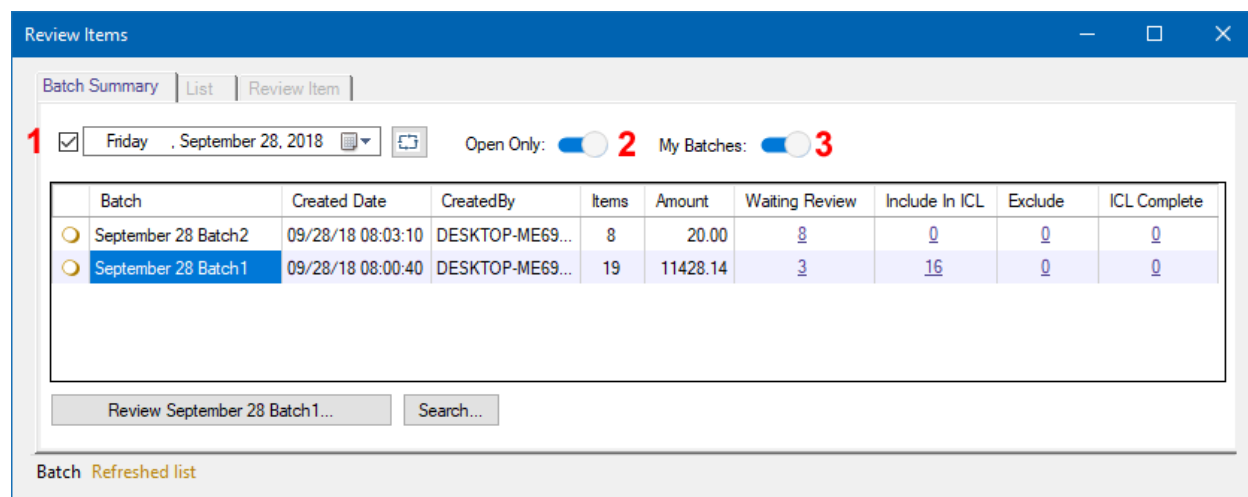 Review Items
Batch Summary List Review Item
1 Friday , September 28, 2018 Open Only: 2 My Batches: 3
Batch Created Date CreatedBy Items Amount Waiting Review Include In ICL Exclude ICL Complete
September 28 Batch2 09/28/18 08:03:10 DESKTOP-ME69... 8 20.00 8 0 0 0
September 28 Batch1 09/28/18 08:00:40 DESKTOP-ME69... 19 11428.14 3 16 0 0
Review September 28 Batch1... Search...
Batch Refreshed list